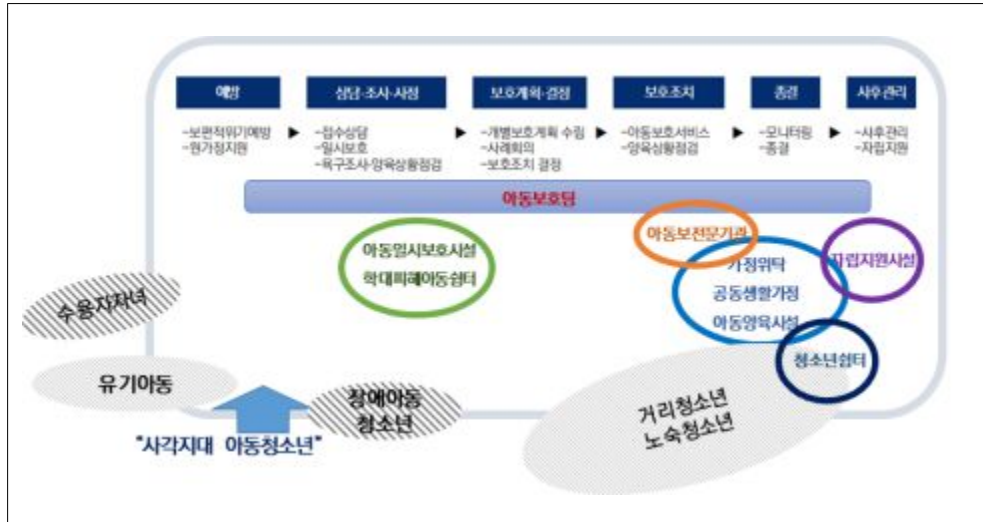 예방
상담·조사·사정
보호계획·결정
보호조치
종결
사후관리
-보편적위기예방
-원가정지원
-접수상담
-일시보호
-욕구조사·양육상황점검
-개별보호계획 수립
-사례회의
-보호조치 결정
-아동보호서비스
-양육상황점검
-모니터링
-종결
-사후관리
-자립지원
아동보호팀
아동일시보호시설
학대피해아동쉼터
아동보전문기관
가정위탁
공동생활가정
아동양육시설
자립지원시설
청소년쉼터
수용자자녀
유기아동
장애아동
청소년
거리청소년
노숙청소년
"사각지대 아동청소년"